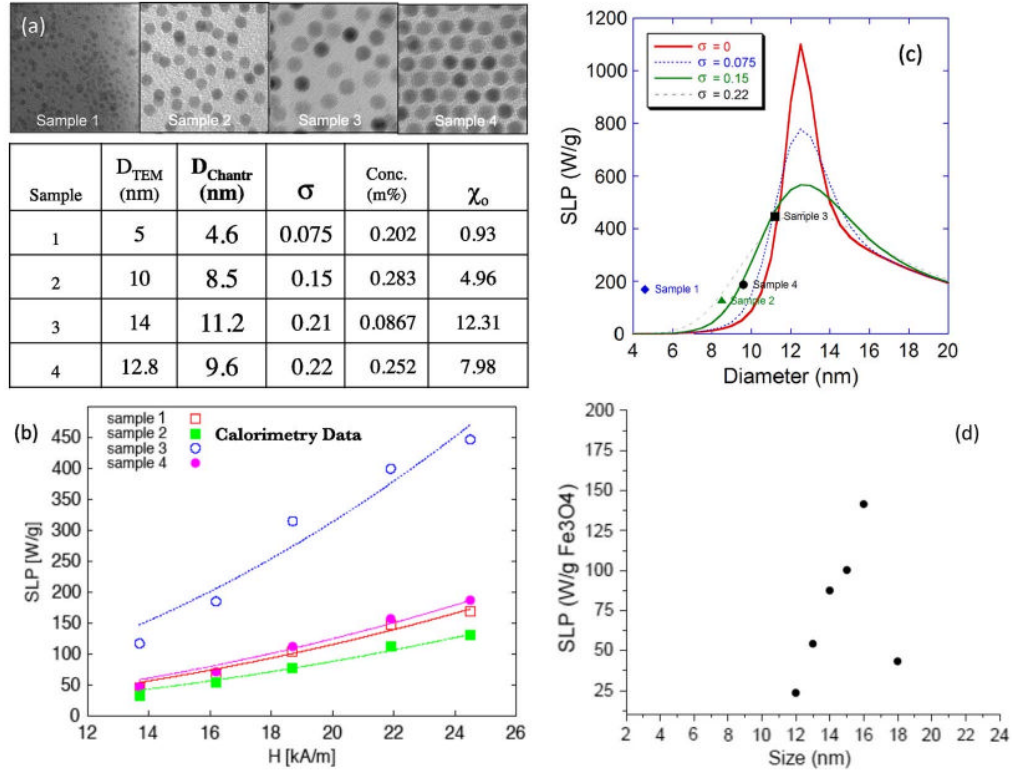 (a)
Sample 1
Sample 2
Sample 3
Sample 4
Sample D_TEM (nm) D_Chantr (nm) σ Conc. (m%) χ_o
1 5 4.6 0.075 0.202 0.93
2 10 8.5 0.15 0.283 4.96
3 14 11.2 0.21 0.0867 12.31
4 12.8 9.6 0.22 0.252 7.98
(b)
sample 1
sample 2
sample 3
sample 4
Calorimetry Data
450
400
350
300
250
200
150
100
50
0
SLP [W/g]
12 14 16 18 20 22 24 26
H [kA/m]
(c)
σ = 0
σ = 0.075
σ = 0.15
σ = 0.22
1200
1000
800
600
400
200
0
SLP (W/g)
Sample 3
Sample 4
Sample 1
Sample 2
4 6 8 10 12 14 16 18 20
Diameter (nm)
(d)
200
175
150
125
100
75
50
25
SLP (W/g Fe3O4)
2 4 6 8 10 12 14 16 18 20 22 24
Size (nm)